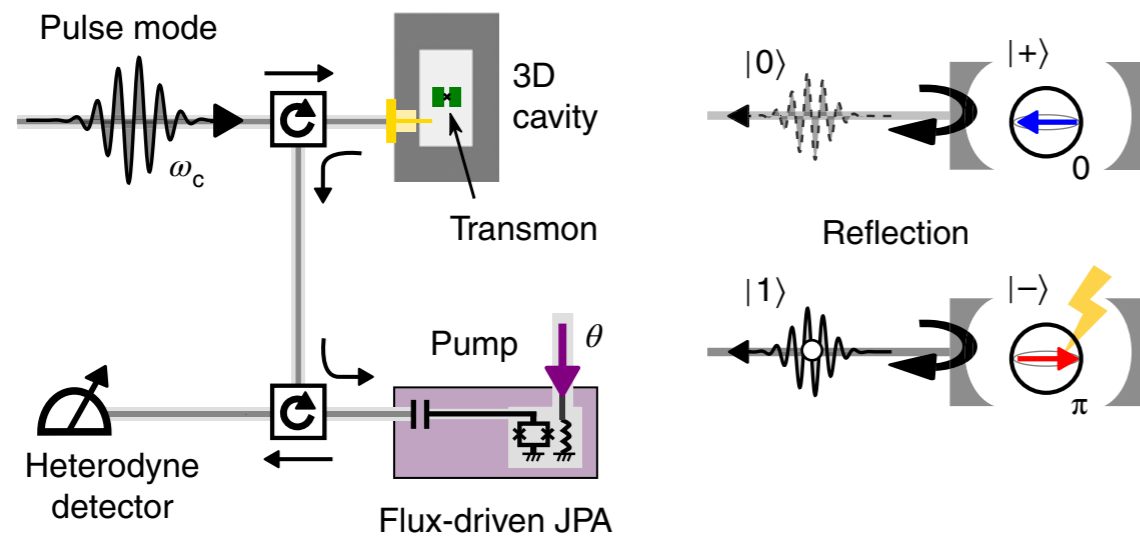 Pulse mode
ω_c
3D
cavity
Transmon
Pump
θ
Heterodyne
detector
Flux-driven JPA
|0⟩
|+⟩
0
Reflection
|1⟩
|−⟩
π